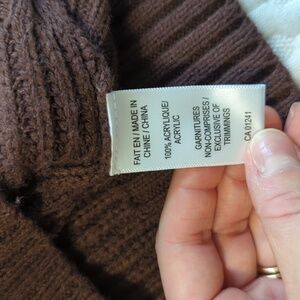 FAIT EN / MADE IN
CHINE / CHINA
100% ACRYLIQUE/
ACRYLIC
GARNITURES
NON-COMPRISES /
EXCLUSIVE OF
TRIMMINGS
CA 01241